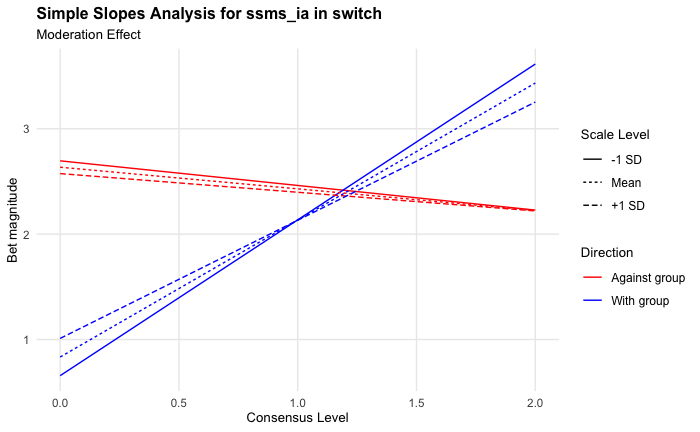 Simple Slopes Analysis for ssms_ia in switch
Moderation Effect
Bet magnitude
3
2
1
0.0 0.5 1.0 1.5 2.0
Consensus Level
Scale Level
-1 SD
Mean
+1 SD
Direction
Against group
With group